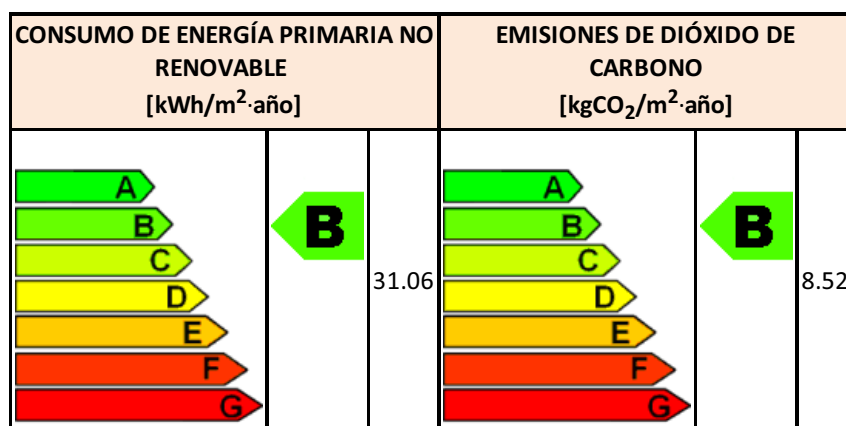 CONSUMO DE ENERGÍA PRIMARIA NO
RENOVABLE
[kWh/m²·año]
EMISIONES DE DIÓXIDO DE
CARBONO
[kgCO₂/m²·año]
A
B
C
D
E
F
G
B
31.06
A
B
C
D
E
F
G
B
8.52